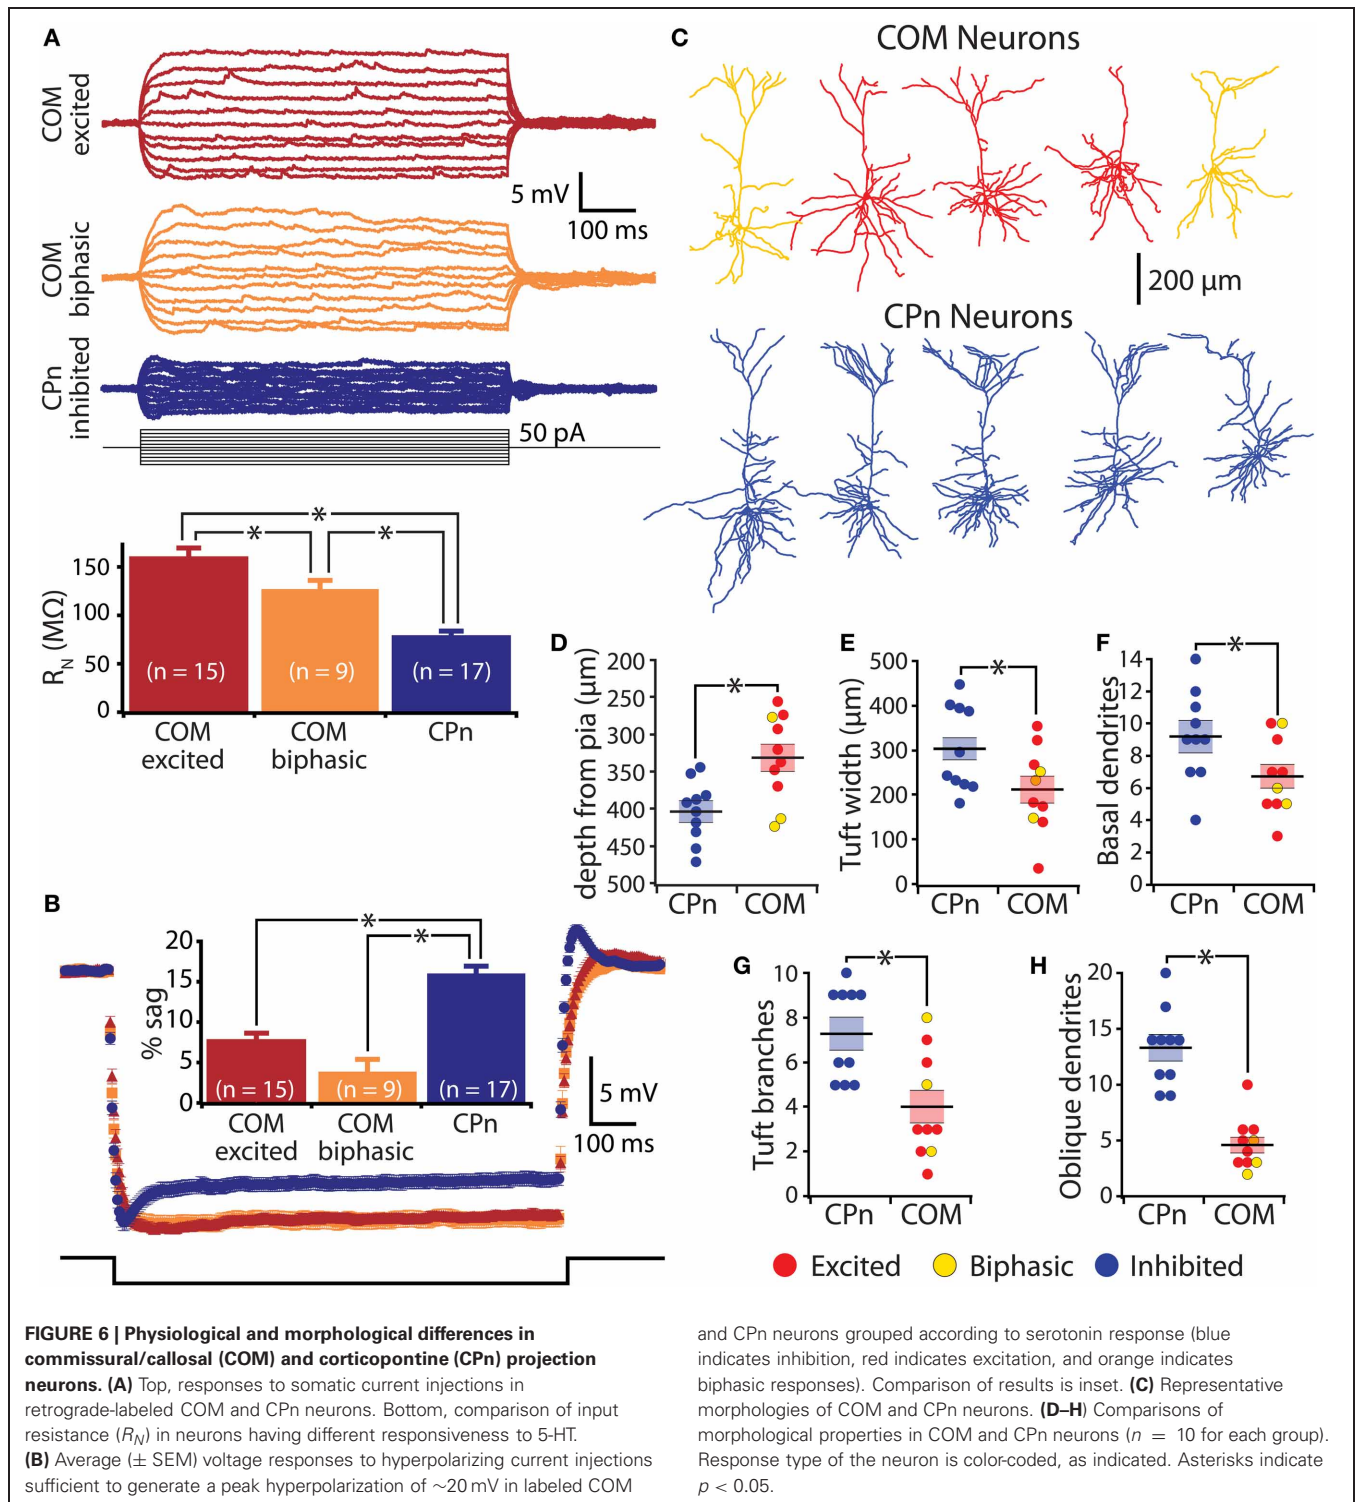 A
COM
excited
5 mV
100 ms
COM
biphasic
CPn
inhibited
50 pA
*
*
*
R_N (MΩ)
150
100
50
0
(n = 15)
(n = 9)
(n = 17)
COM
excited
COM
biphasic
CPn
B
% sag
20
15
10
5
0
*
*
(n = 15)
(n = 9)
(n = 17)
COM
excited
COM
biphasic
CPn
5 mV
100 ms
C
COM Neurons
200 µm
CPn Neurons
D
depth from pia (µm)
200
250
300
350
400
450
500
*
CPn
COM
E
Tuft width (µm)
500
400
300
200
100
0
*
CPn
COM
F
Basal dendrites
14
12
10
8
6
4
2
0
*
CPn
COM
G
Tuft branches
10
8
6
4
2
0
*
CPn
COM
H
Oblique dendrites
20
15
10
5
0
*
CPn
COM
Excited
Biphasic
Inhibited
FIGURE 6 | Physiological and morphological differences in
commissural/callosal (COM) and corticopontine (CPn) projection
neurons. (A) Top, responses to somatic current injections in
retrograde-labeled COM and CPn neurons. Bottom, comparison of input
resistance (R_N) in neurons having different responsiveness to 5-HT.
(B) Average (± SEM) voltage responses to hyperpolarizing current injections
sufficient to generate a peak hyperpolarization of ~20 mV in labeled COM
and CPn neurons grouped according to serotonin response (blue
indicates inhibition, red indicates excitation, and orange indicates
biphasic responses). Comparison of results is inset. (C) Representative
morphologies of COM and CPn neurons. (D–H) Comparisons of
morphological properties in COM and CPn neurons (n = 10 for each group).
Response type of the neuron is color-coded, as indicated. Asterisks indicate
p < 0.05.